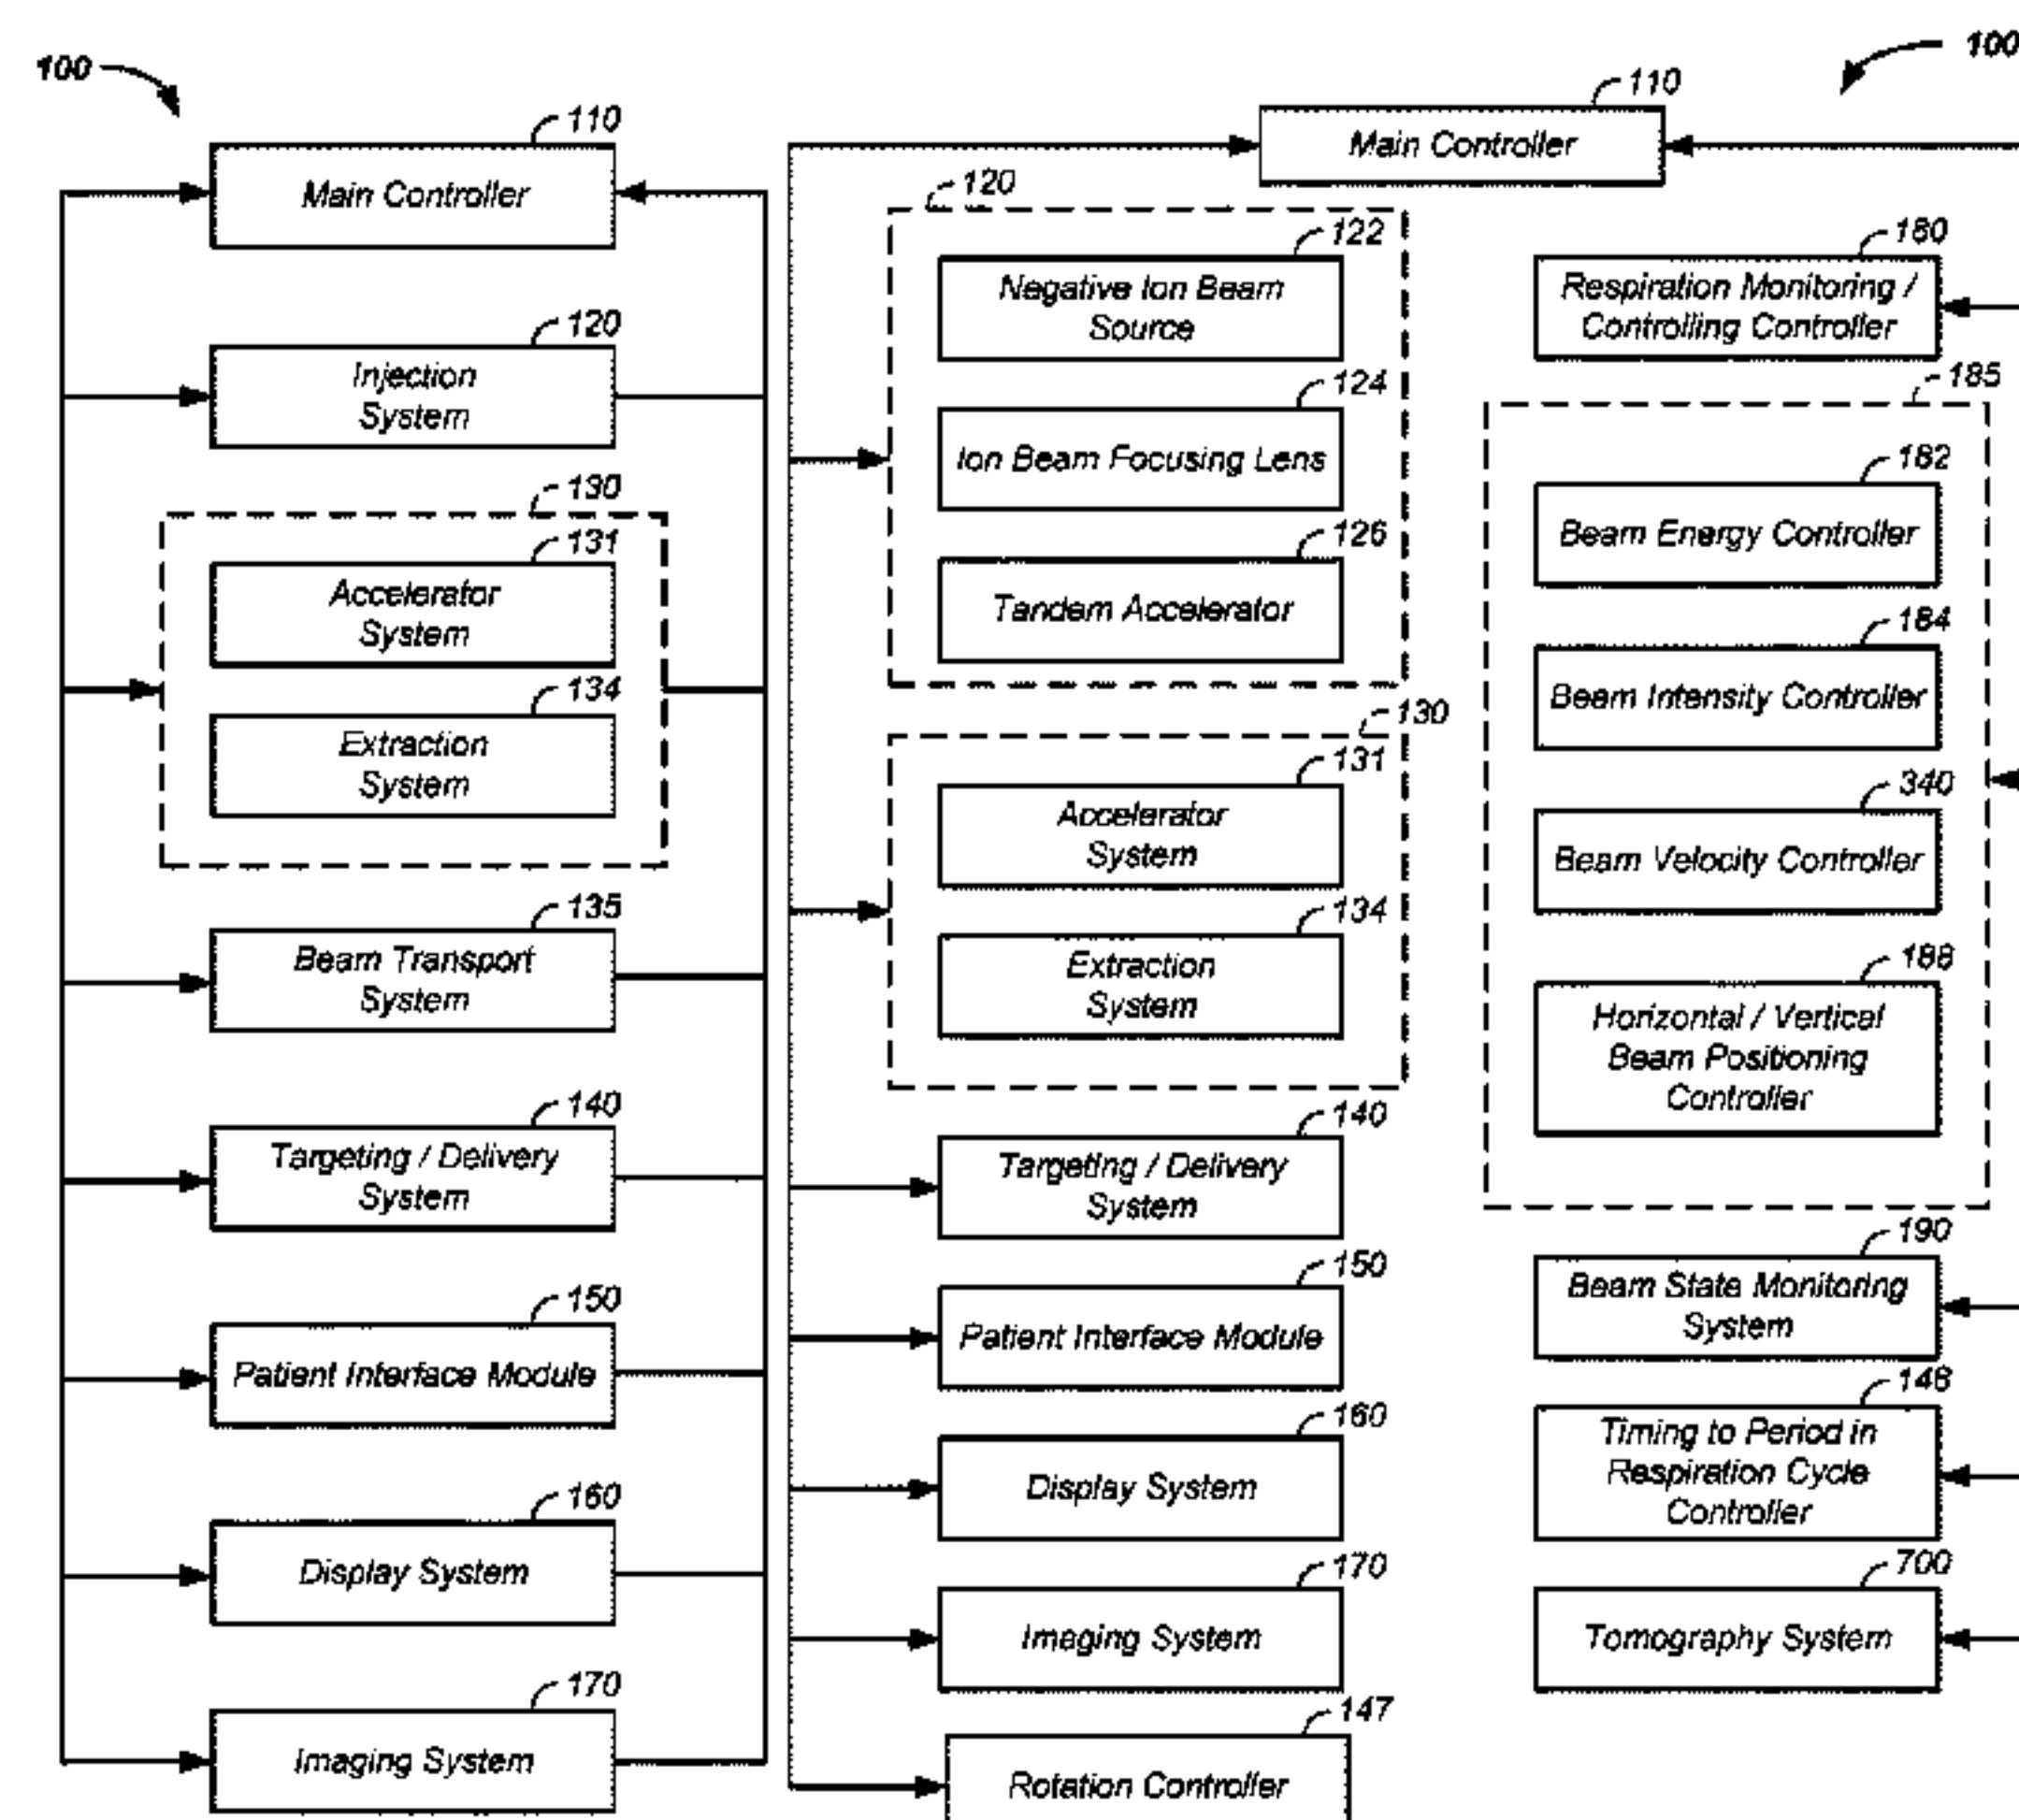 100
110
Main Controller
120
Injection
System
130
131
Accelerator
System
134
Extraction
System
135
Beam Transport
System
140
Targeting / Delivery
System
150
Patient Interface Module
160
Display System
170
Imaging System
100
110
Main Controller
120
122
Negative Ion Beam
Source
124
Ion Beam Focusing Lens
126
Tandem Accelerator
130
131
Accelerator
System
134
Extraction
System
140
Targeting / Delivery
System
150
Patient Interface Module
160
Display System
170
Imaging System
147
Rotation Controller
180
Respiration Monitoring /
Controlling Controller
185
182
Beam Energy Controller
184
Beam Intensity Controller
340
Beam Velocity Controller
188
Horizontal / Vertical
Beam Positioning
Controller
190
Beam State Monitoring
System
148
Timing to Period in
Respiration Cycle
Controller
700
Tomography System